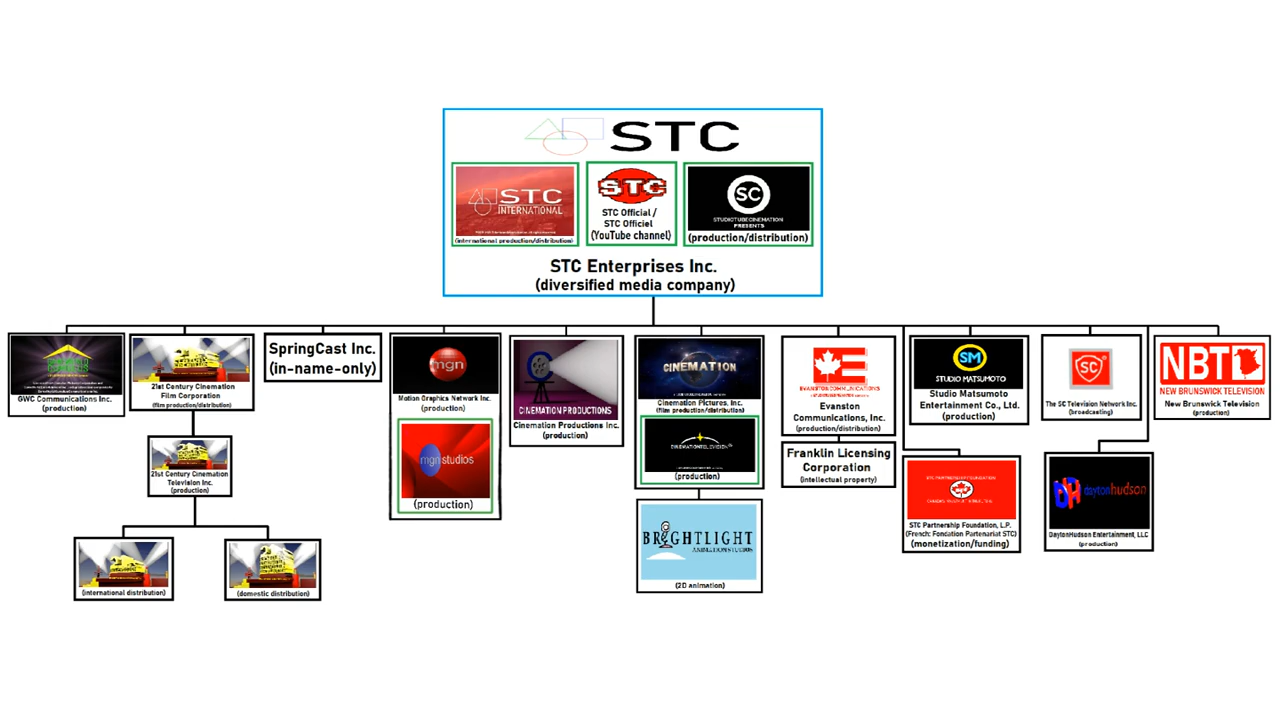 STC
STC
INTERNATIONAL
(international production/distribution)
STC
STC Official /
STC Officiel
(YouTube channel)
SC
STUDIOTUBECINEMATION
PRESENTS
(production/distribution)
STC Enterprises Inc.
(diversified media company)
GWC Communications Inc.
(production)
21st Century Cinemation
Film Corporation
(film production/distribution)
21st Century Cinemation
Television Inc.
(production)
(international distribution)
(domestic distribution)
SpringCast Inc.
(in-name-only)
mgn
Motion Graphics Network Inc.
(production)
mgn studios
(production)
C
CINEMATION PRODUCTIONS
Cinemation Productions Inc.
(production)
CINEMATION
Cinemation Pictures, Inc.
(film production/distribution)
CINEMATIONTELEVISION
(production)
BRIGHTLIGHT
ANIMATION STUDIOS
(2D animation)
E
EVANSTON COMMUNICATIONS
Evanston
Communications, Inc.
(production/distribution)
Franklin Licensing
Corporation
(intellectual property)
SM
STUDIO MATSUMOTO
Studio Matsumoto
Entertainment Co., Ltd.
(production)
STC PARTNERSHIP FOUNDATION
STC Partnership Foundation, L.P.
(French: Fondation Partenariat STC)
(monetization/funding)
SC
The SC Television Network Inc.
(broadcasting)
DH daytonhudson
DaytonHudson Entertainment, LLC
(production)
NBT
NEW BRUNSWICK TELEVISION
New Brunswick Television
(production)